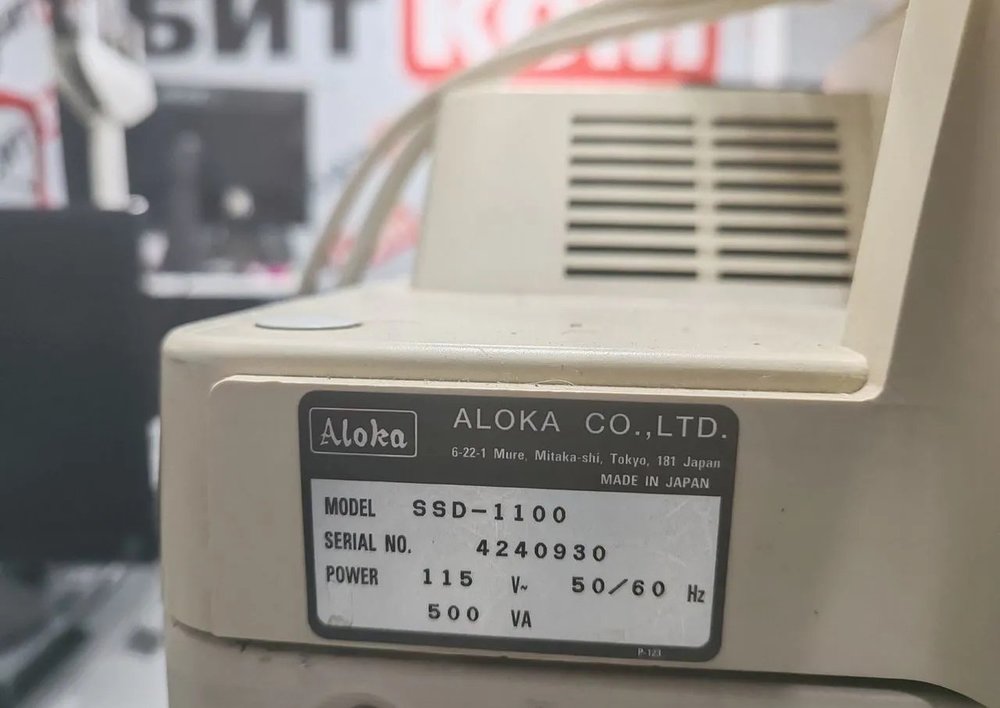 БИТ
КОМ
Aloka
ALOKA CO.,LTD.
6-22-1 Mure, Mitaka-shi, Tokyo, 181 Japan
MADE IN JAPAN
MODEL SSD-1100
SERIAL NO. 4240930
POWER 115 V~ 50/60 Hz
500 VA
P-123